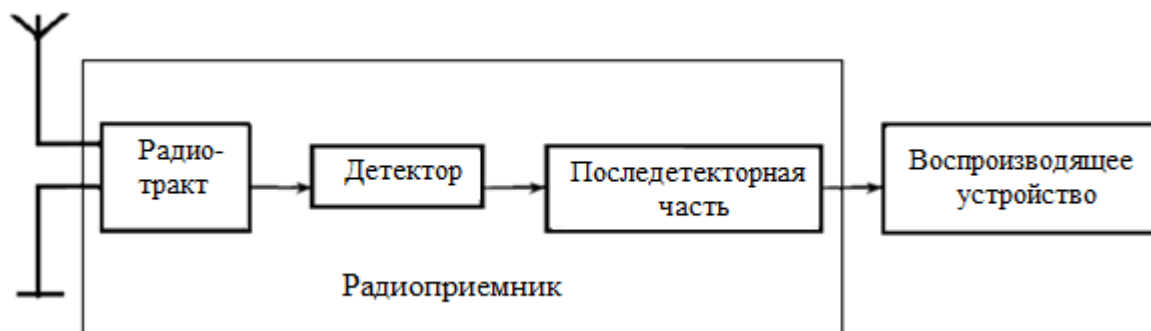 Радио-
тракт
Детектор
Последетекторная
часть
Воспроизводящее
устройство
Радиоприемник